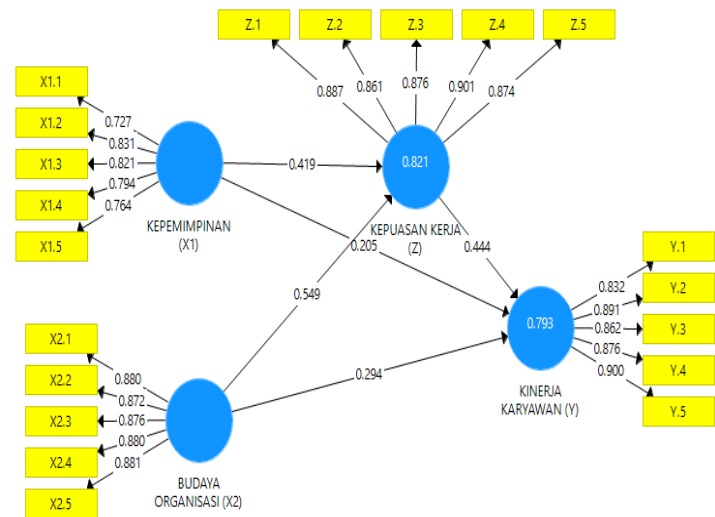 Z.1
Z.2
Z.3
Z.4
Z.5
0.887
0.861
0.876
0.901
0.874
X1.1
X1.2
X1.3
X1.4
X1.5
0.727
0.831
0.821
0.794
0.764
KEPEMIMPINAN
(X1)
0.419
0.821
KEPUASAN KERJA
(Z)
0.205
0.444
0.549
0.294
X2.1
X2.2
X2.3
X2.4
X2.5
0.880
0.872
0.876
0.880
0.881
BUDAYA
ORGANISASI (X2)
0.793
KINERJA
KARYAWAN (Y)
0.832
0.891
0.862
0.876
0.900
Y.1
Y.2
Y.3
Y.4
Y.5